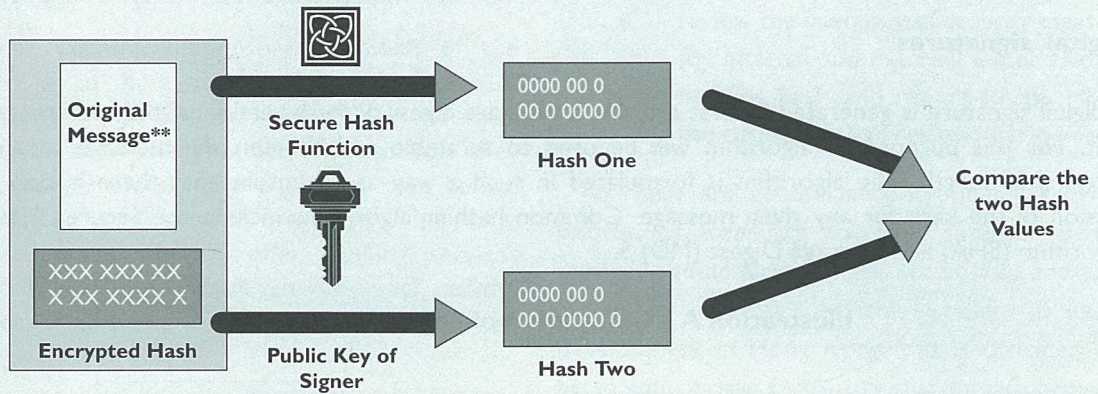 Original
Message**
XXX XXX XX
X XX XXXX X
Encrypted Hash
Secure Hash
Function
Public Key of
Signer
0000 00 0
00 0 0000 0
Hash One
0000 00 0
00 0 0000 0
Hash Two
Compare the
two Hash
Values